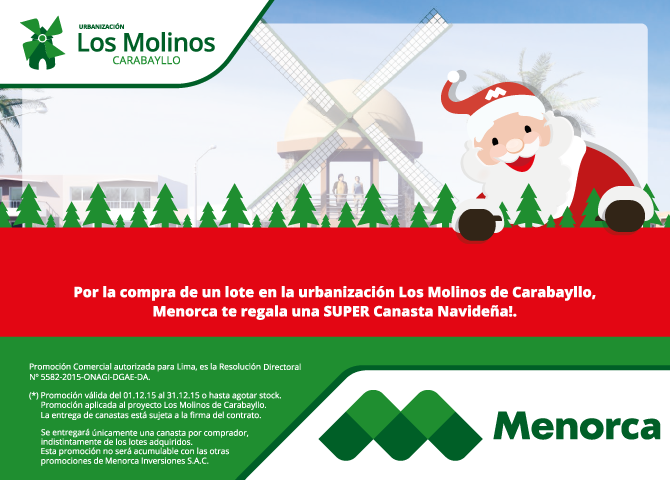 URBANIZACIÓN
Los Molinos
CARABAYLLO
Por la compra de un lote en la urbanización Los Molinos de Carabayllo,
Menorca te regala una SUPER Canasta Navideña!.
Promoción Comercial autorizada para Lima, es la Resolución Directoral
Nº 5582-2015-ONAGI-DGAE-DA.
(*) Promoción válida del 01.12.15 al 31.12.15 o hasta agotar stock.
Promoción aplicada al proyecto Los Molinos de Carabayllo.
La entrega de canastas está sujeta a la firma del contrato.
Se entregará únicamente una canasta por comprador,
indistintamente de los lotes adquiridos.
Esta promoción no será acumulable con las otras
promociones de Menorca Inversiones S.A.C.
Menorca